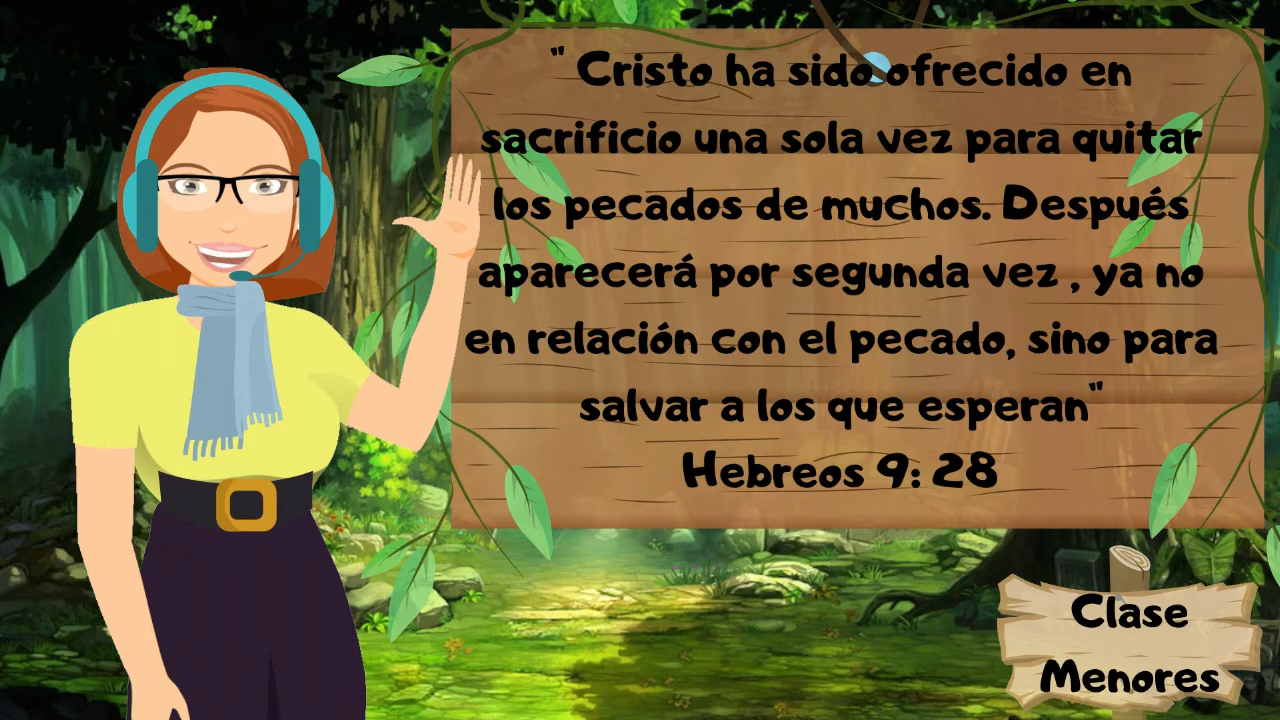 " Cristo ha sido ofrecido en
sacrificio una sola vez para quitar
los pecados de muchos. Después
aparecerá por segunda vez , ya no
en relación con el pecado, sino para
salvar a los que esperan"
Hebreos 9: 28
Clase
Menores